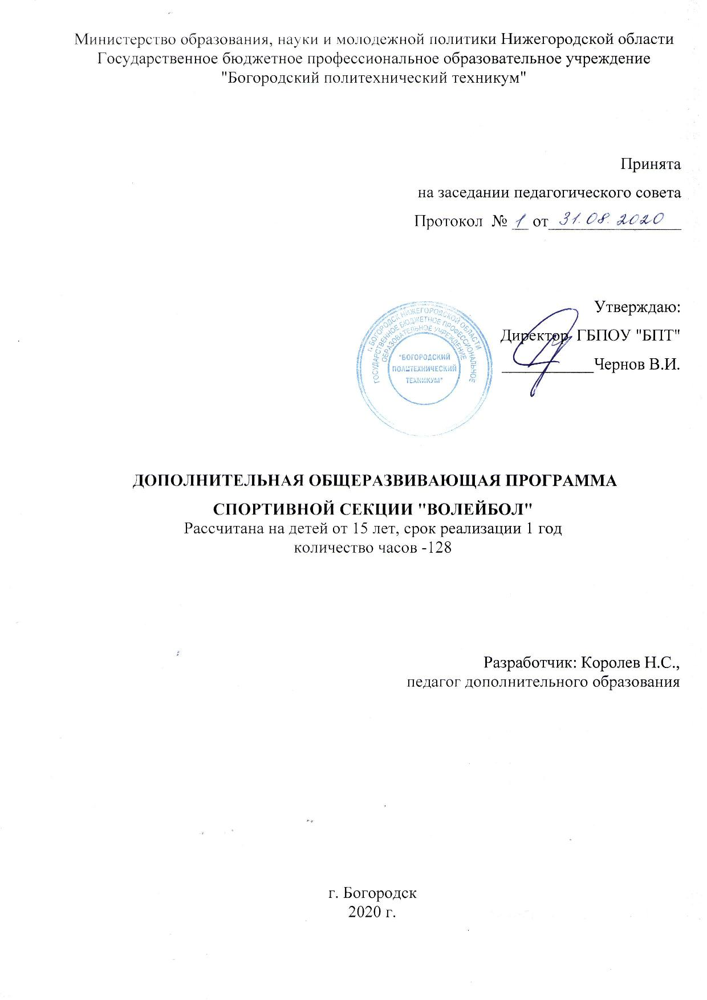 Министерство образования, науки и молодежной политики Нижегородской области
Государственное бюджетное профессиональное образовательное учреждение
"Богородский политехнический техникум"
Принята
на заседании педагогического совета
Протокол № 1 от 31.08.2020
Утверждаю:
Директор ГБПОУ "БПТ"
Чернов В.И.
г. БОГОРОДСК НИЖЕГОРОДСКОЙ ОБЛАСТИ
ГОСУДАРСТВЕННОЕ БЮДЖЕТНОЕ ПРОФЕССИОНАЛЬНОЕ
ОБРАЗОВАТЕЛЬНОЕ УЧРЕЖДЕНИЕ
"БОГОРОДСКИЙ
ПОЛИТЕХНИЧЕСКИЙ
ТЕХНИКУМ"
ДОПОЛНИТЕЛЬНАЯ ОБЩЕРАЗВИВАЮЩАЯ ПРОГРАММА
СПОРТИВНОЙ СЕКЦИИ "ВОЛЕЙБОЛ"
Рассчитана на детей от 15 лет, срок реализации 1 год
количество часов -128
Разработчик: Королев Н.С.,
педагог дополнительного образования
г. Богородск
2020 г.